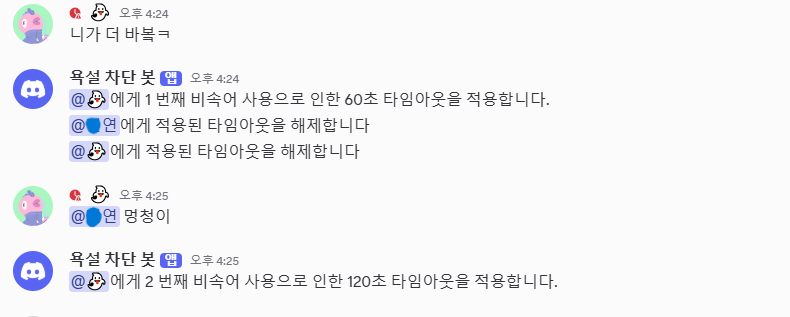 오후 4:24
니가 더 바보ㅋ
욕설 차단 봇 앱 오후 4:24
@에게 1 번째 비속어 사용으로 인한 60초 타임아웃을 적용합니다.
@연에게 적용된 타임아웃을 해제합니다
@에게 적용된 타임아웃을 해제합니다
오후 4:25
@연 멍청이
욕설 차단 봇 앱 오후 4:25
@에게 2 번째 비속어 사용으로 인한 120초 타임아웃을 적용합니다.